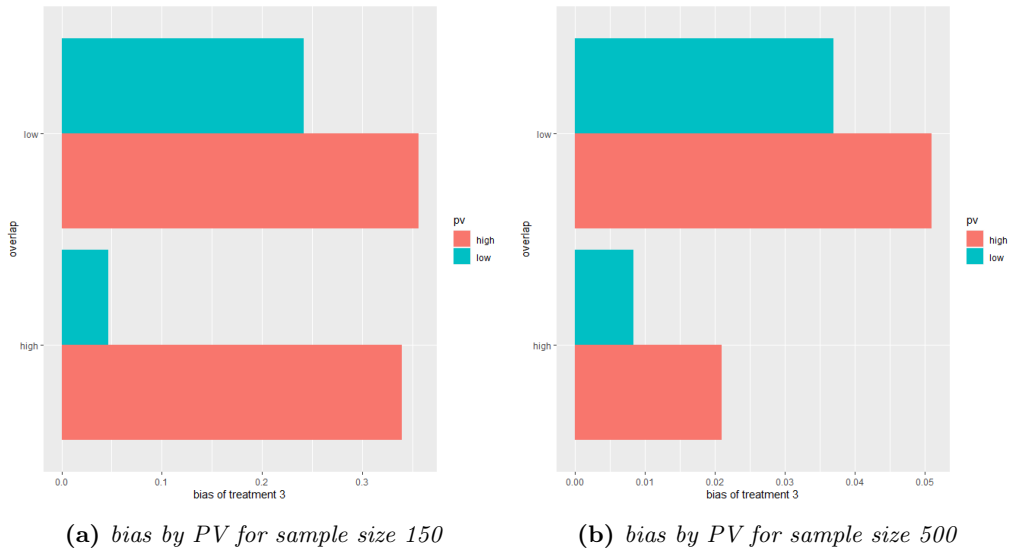 overlap
low
high
0.0 0.1 0.2 0.3
bias of treatment 3
pv
high
low
(a) bias by PV for sample size 150
overlap
low
high
0.00 0.01 0.02 0.03 0.04 0.05
bias of treatment 3
pv
high
low
(b) bias by PV for sample size 500